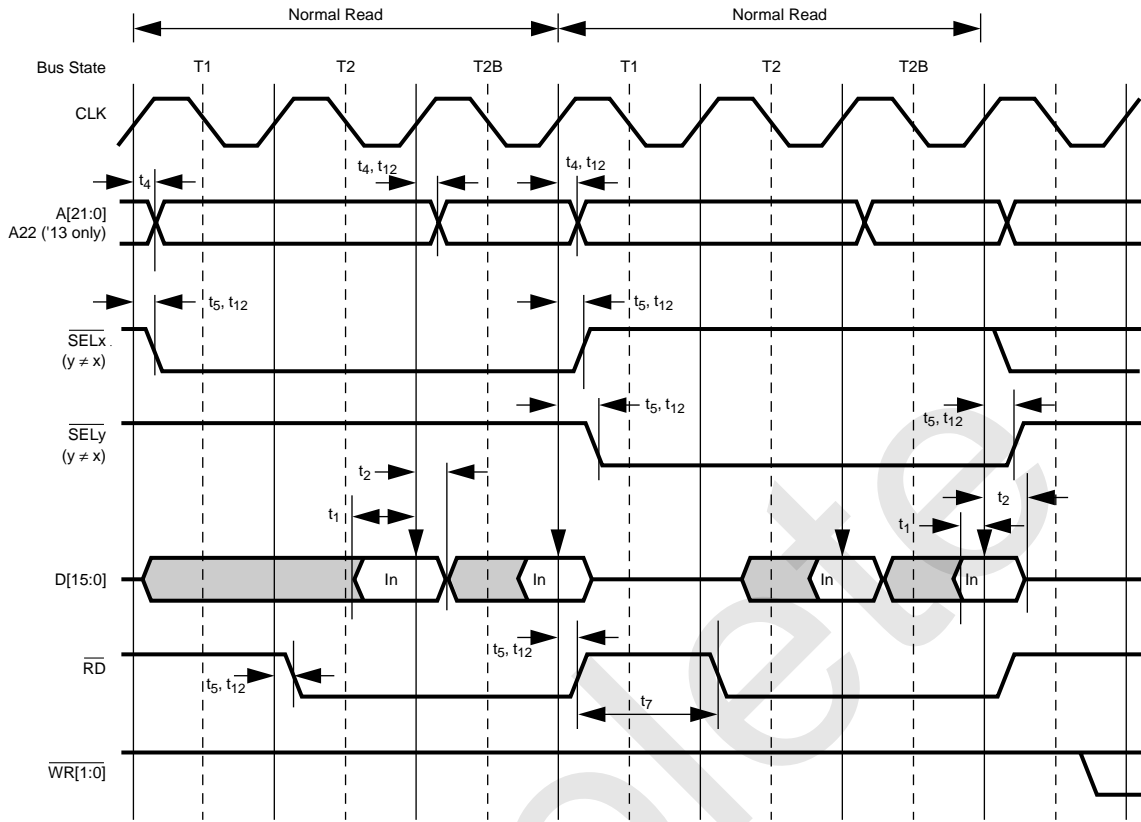 Normal Read Normal Read
Bus State T1 T2 T2B T1 T2 T2B
CLK
t4 t4, t12 t4, t12
A[21:0]
A22 ('13 only)
t5, t12 t5, t12
SELx
(y ≠ x)
t5, t12 t5, t12
SELy
(y ≠ x)
t2 t2
t1 t1
D[15:0] In In In In
t5, t12
RD
t5, t12
t7
WR[1:0]